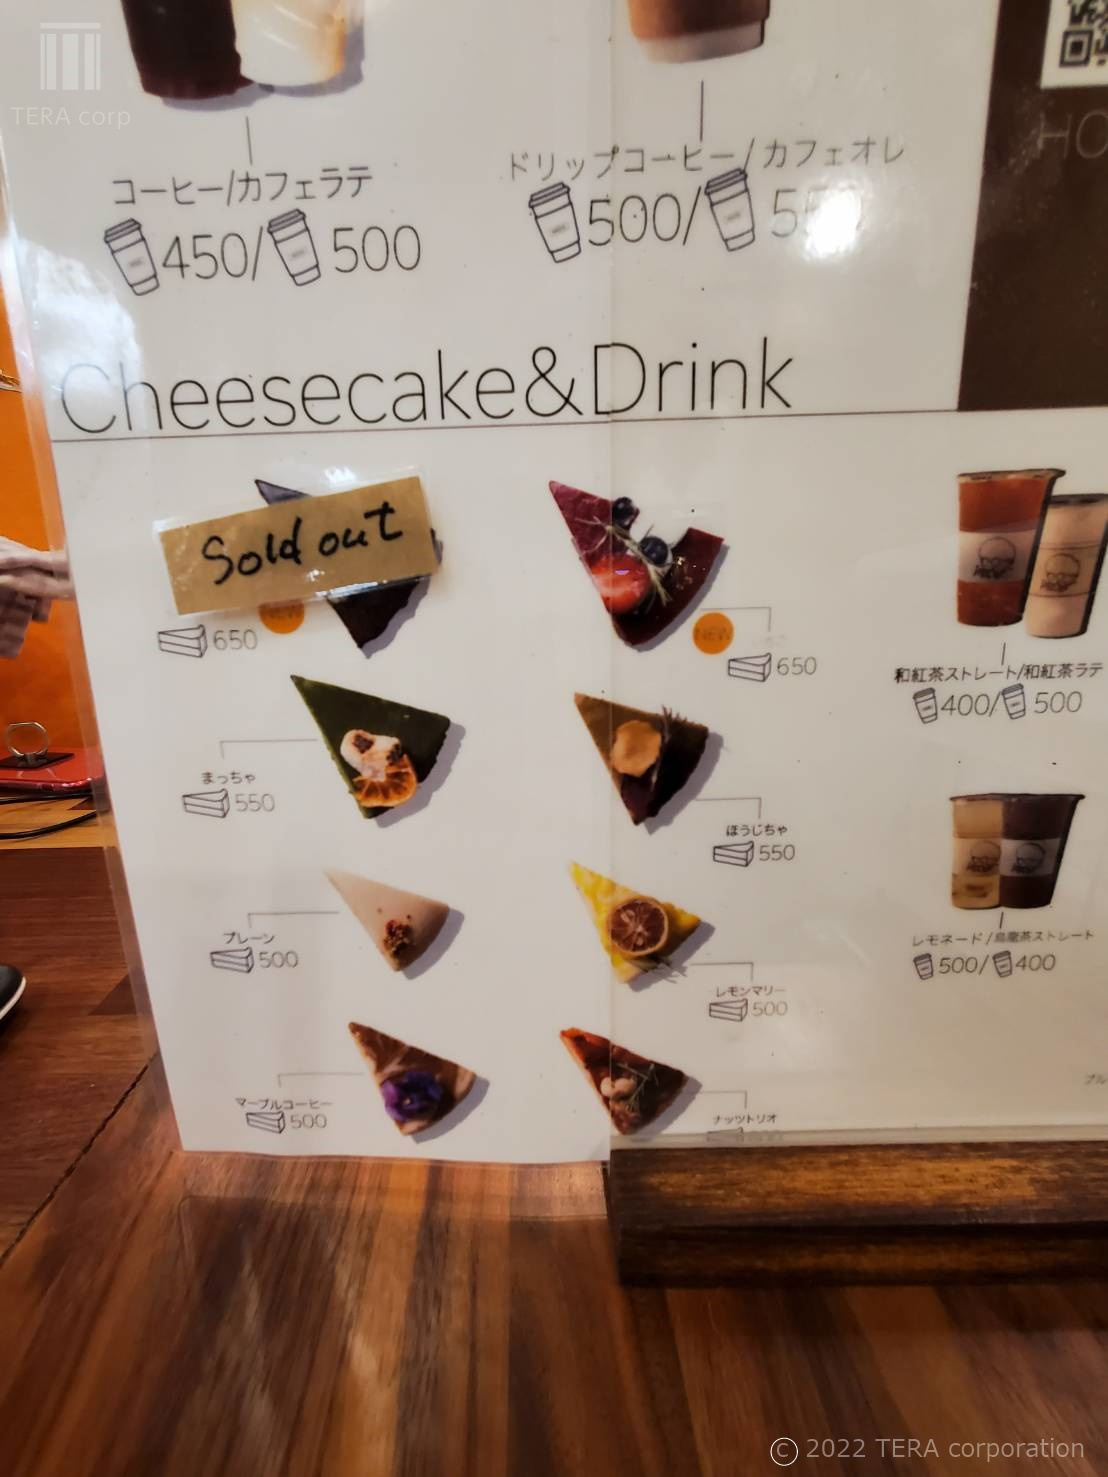 TERA corp
コーヒー/カフェラテ
450/ 500
ドリップコーヒー/カフェオレ
500/
HO
Cheesecake&Drink
Sold out
NEW
650
NEW
650
和紅茶ストレート/和紅茶ラテ
400/ 500
まっちゃ
550
ほうじちゃ
550
プレーン
500
レモンマリー
500
レモネード/烏龍茶ストレート
500/ 400
マーブルコーヒー
500
ナッツトリオ
© 2022 TERA corporation